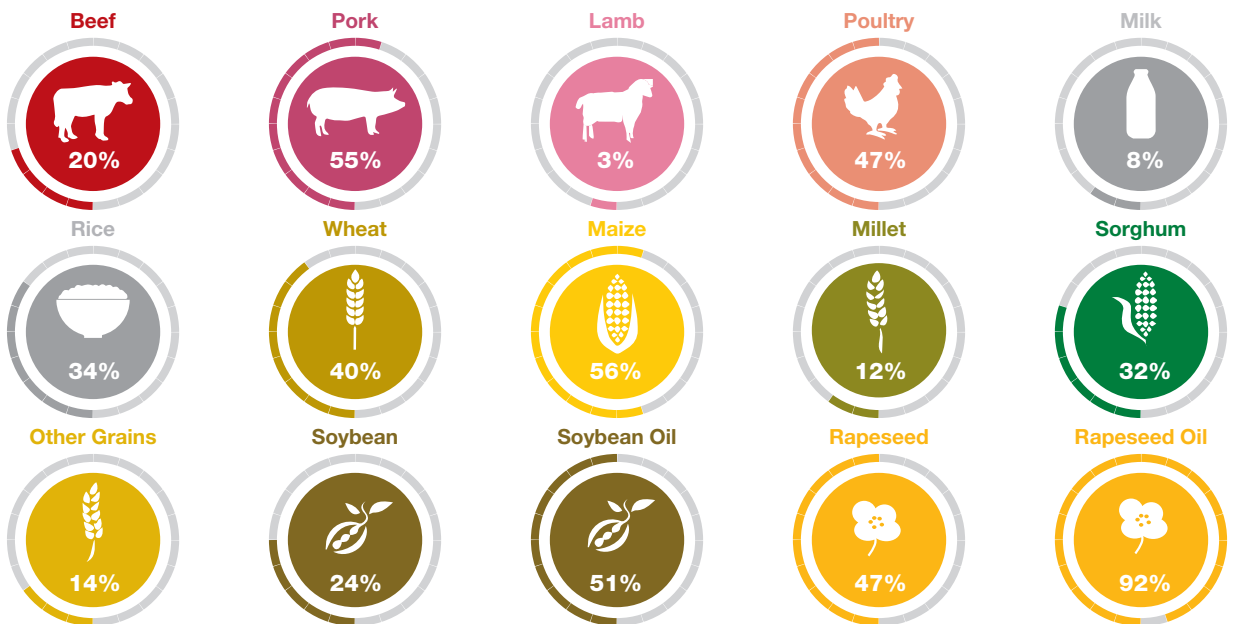 Beef Pork Lamb Poultry Milk
20% 55% 3% 47% 8%
Rice Wheat Maize Millet Sorghum
34% 40% 56% 12% 32%
Other Grains Soybean Soybean Oil Rapeseed Rapeseed Oil
14% 24% 51% 47% 92%